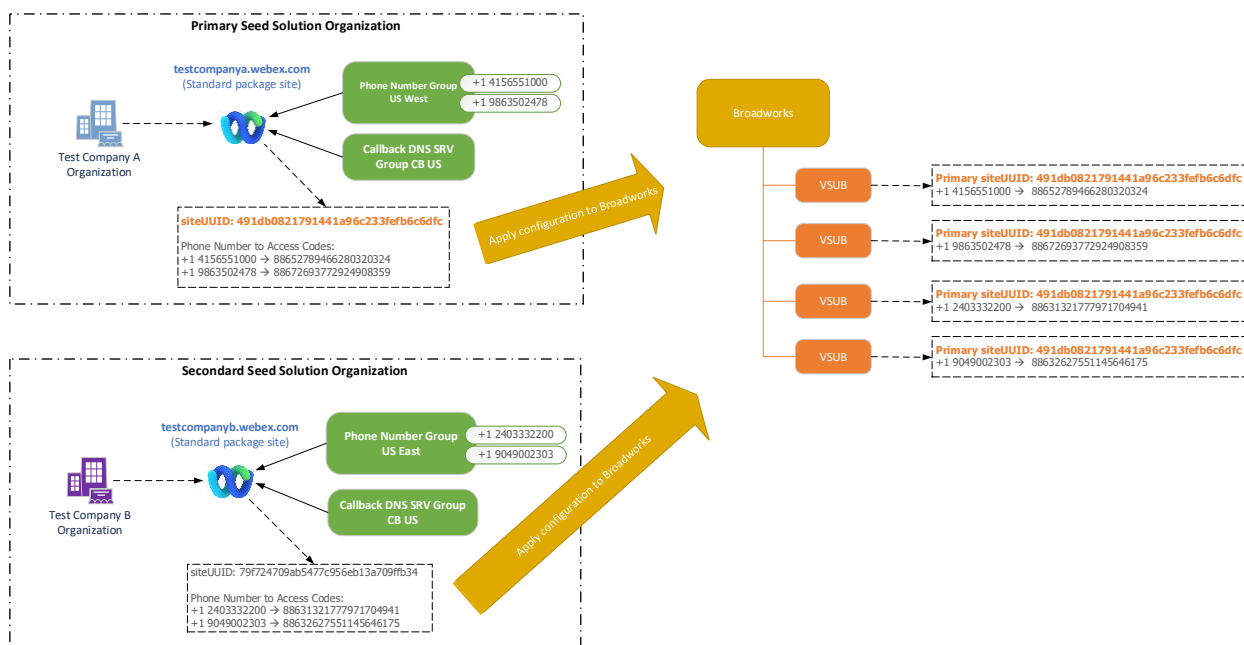 Primary Seed Solution Organization
testcompanya.webex.com
(Standard package site)
Phone Number Group
US West
+1 4156551000
+1 9863502478
Test Company A
Organization
Callback DNS SRV
Group CB US
siteUUID: 491db0821791441a96c233fefb6c6dfc
Phone Number to Access Codes:
+1 4156551000 → 88652789466280320324
+1 9863502478 → 88672693772924908359
Apply configuration to Broadworks
Secondard Seed Solution Organization
testcompanyb.webex.com
(Standard package site)
Phone Number Group
US East
+1 2403332200
+1 9049002303
Test Company B
Organization
Callback DNS SRV Group
CB US
siteUUID: 79f724709ab5477c956eb13a709ffb34
Phone Number to Access Codes:
+1 2403332200 → 88631321777971704941
+1 9049002303 → 88632627551145646175
Apply configuration to Broadworks
Broadworks
VSUB
Primary siteUUID: 491db0821791441a96c233fefb6c6dfc
+1 4156551000 → 88652789466280320324
VSUB
Primary siteUUID: 491db0821791441a96c233fefb6c6dfc
+1 9863502478 → 88672693772924908359
VSUB
Primary siteUUID: 491db0821791441a96c233fefb6c6dfc
+1 2403332200 → 88631321777971704941
VSUB
Primary siteUUID: 491db0821791441a96c233fefb6c6dfc
+1 9049002303 → 88632627551145646175